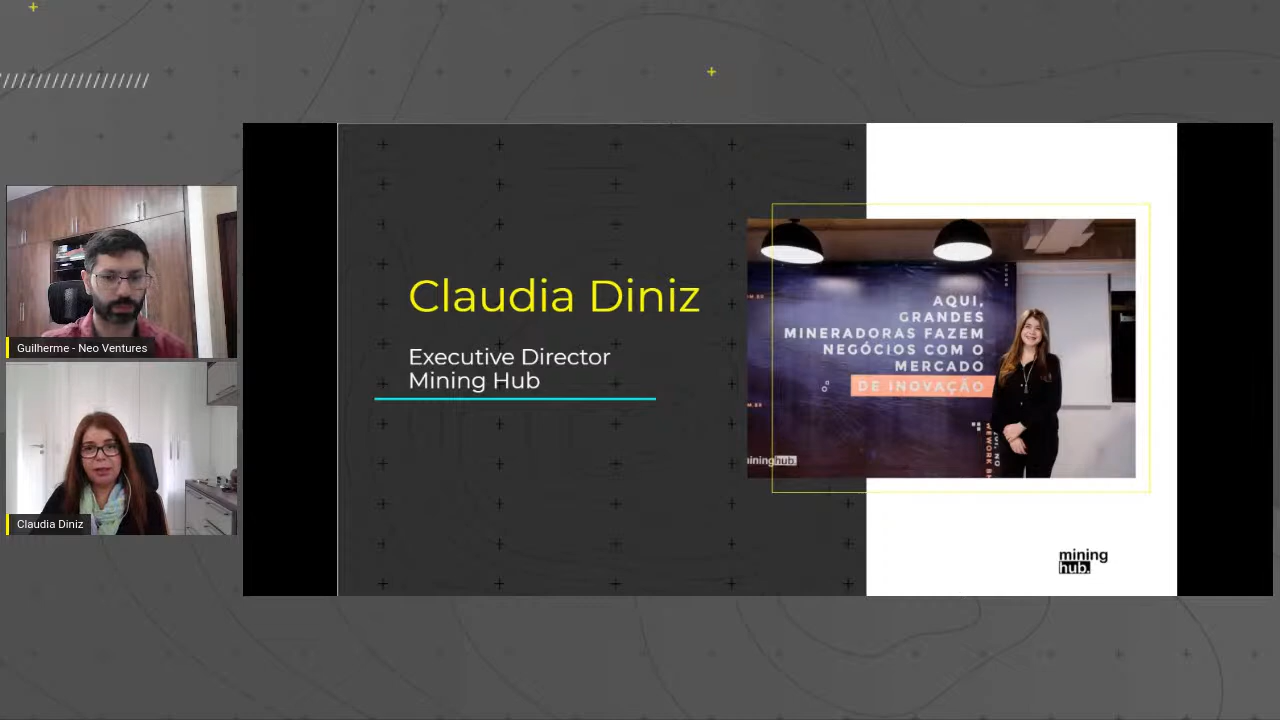 Guilherme - Neo Ventures
Claudia Diniz
Claudia Diniz
Executive Director
Mining Hub
AQUI,
GRANDES
MINERADORAS FAZEM
NEGÓCIOS COM O
MERCADO
DE INOVAÇÃO
mininghub.
WEWORK
mining
hub.